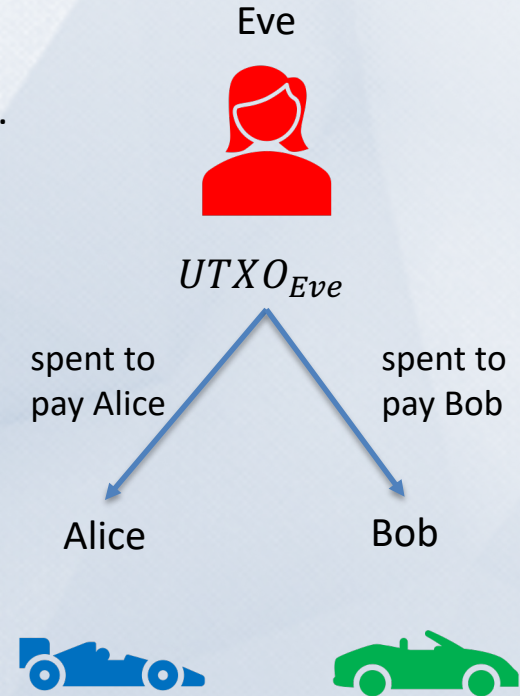 Eve
.
UTXO_Eve
spent to
pay Alice
spent to
pay Bob
Alice
Bob